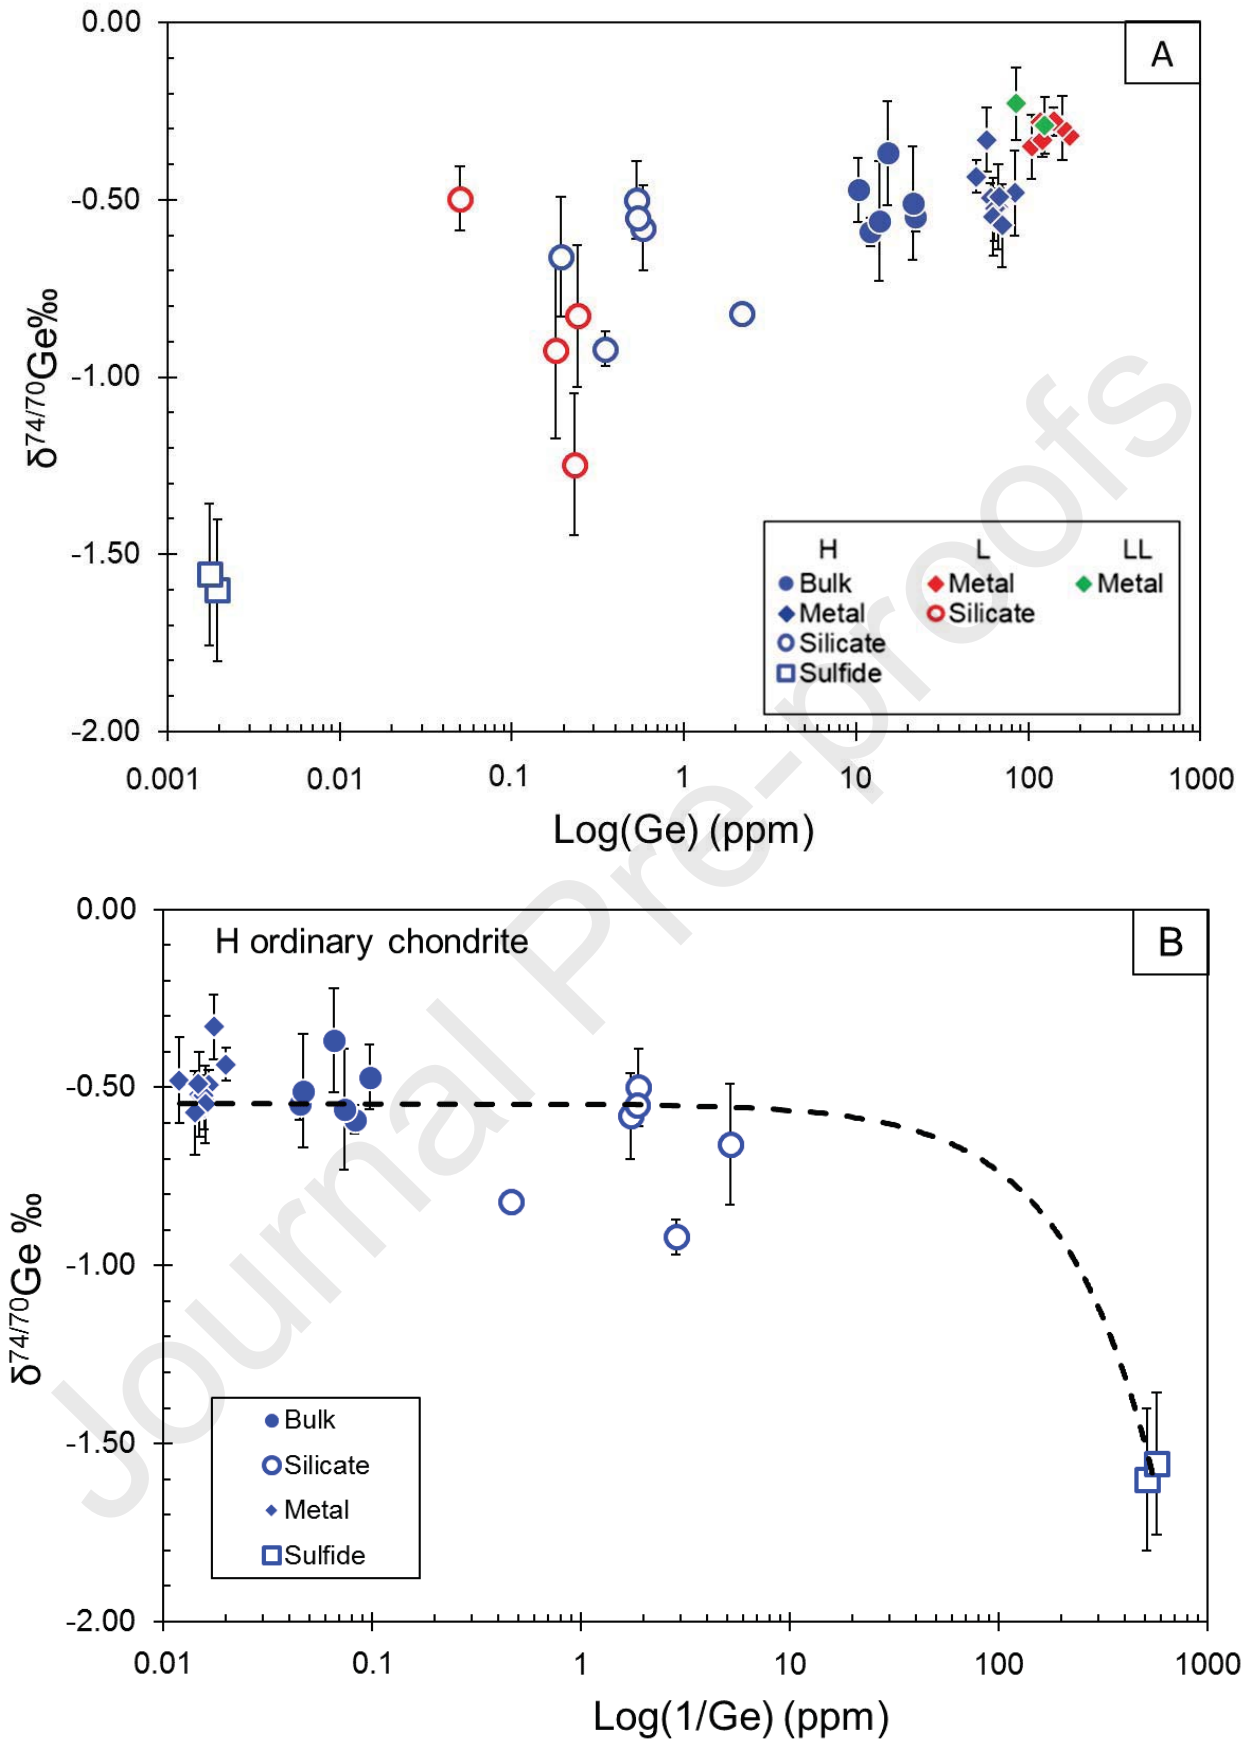 0.00
A
-0.50
-1.00
-1.50
-2.00
δ74/70Ge‰
H L LL
Bulk Metal Metal
Metal Silicate
Silicate
Sulfide
0.001 0.01 0.1 1 10 100 1000
Log(Ge) (ppm)
Journal Pre-proofs
0.00
H ordinary chondrite
B
-0.50
-1.00
-1.50
-2.00
δ74/70Ge ‰
Bulk
Silicate
Metal
Sulfide
0.01 0.1 1 10 100 1000
Log(1/Ge) (ppm)